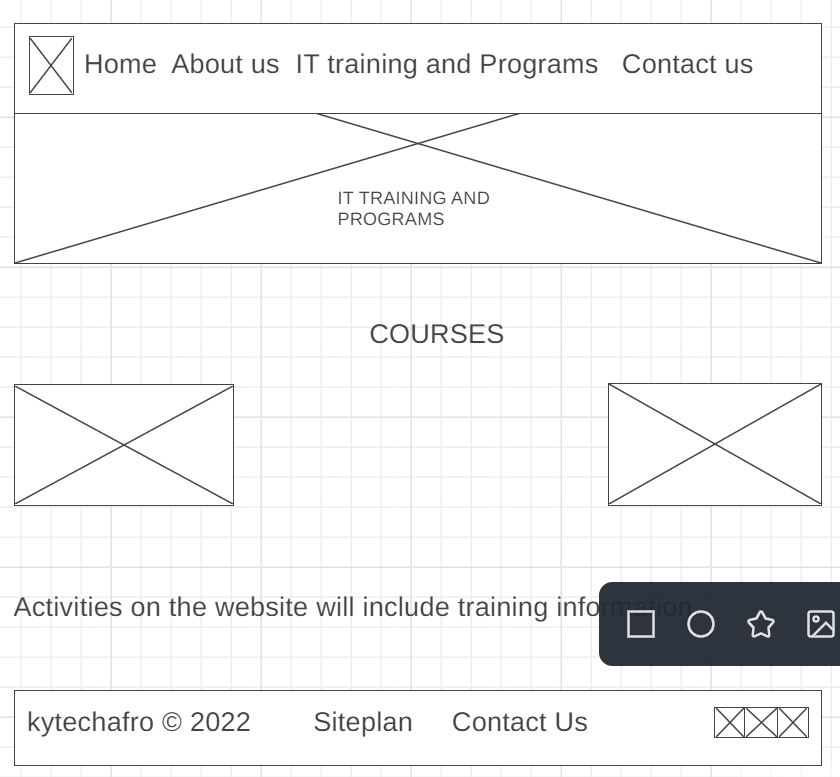 Home About us IT training and Programs Contact us
IT TRAINING AND
PROGRAMS
COURSES
Activities on the website will include training information
kytechafro © 2022 Siteplan Contact Us